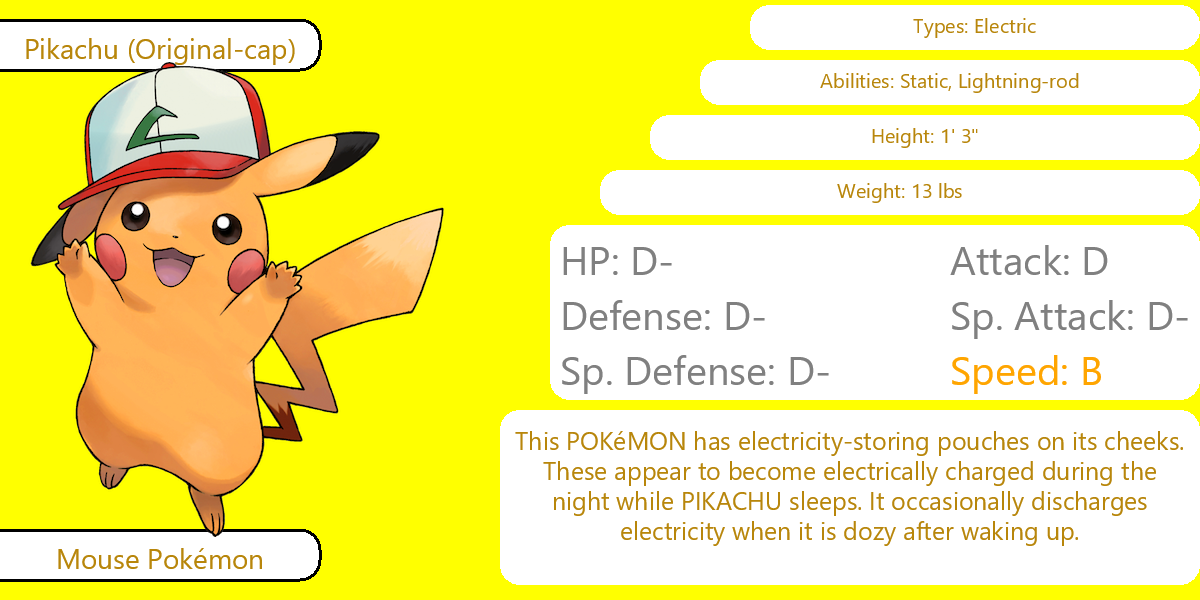 Pikachu (Original-cap)
Types: Electric
Abilities: Static, Lightning-rod
Height: 1' 3"
Weight: 13 lbs
HP: D-
Attack: D
Defense: D-
Sp. Attack: D-
Sp. Defense: D-
Speed: B
This POKéMON has electricity-storing pouches on its cheeks.
These appear to become electrically charged during the
night while PIKACHU sleeps. It occasionally discharges
electricity when it is dozy after waking up.
Mouse Pokémon